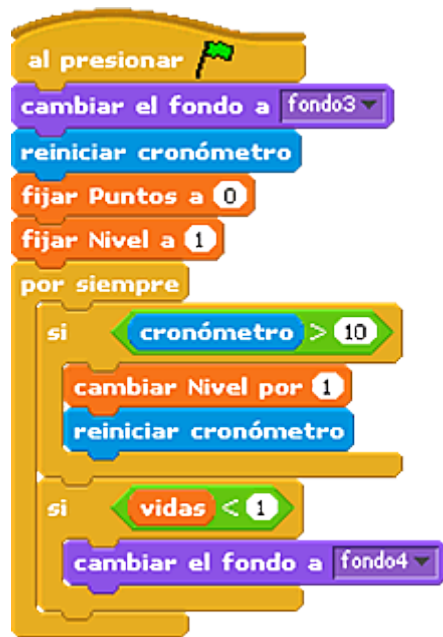 al presionar
cambiar el fondo a fondo3
reiniciar cronómetro
fijar Puntos a 0
fijar Nivel a 1
por siempre
si cronómetro > 10
cambiar Nivel por 1
reiniciar cronómetro
si vidas < 1
cambiar el fondo a fondo4